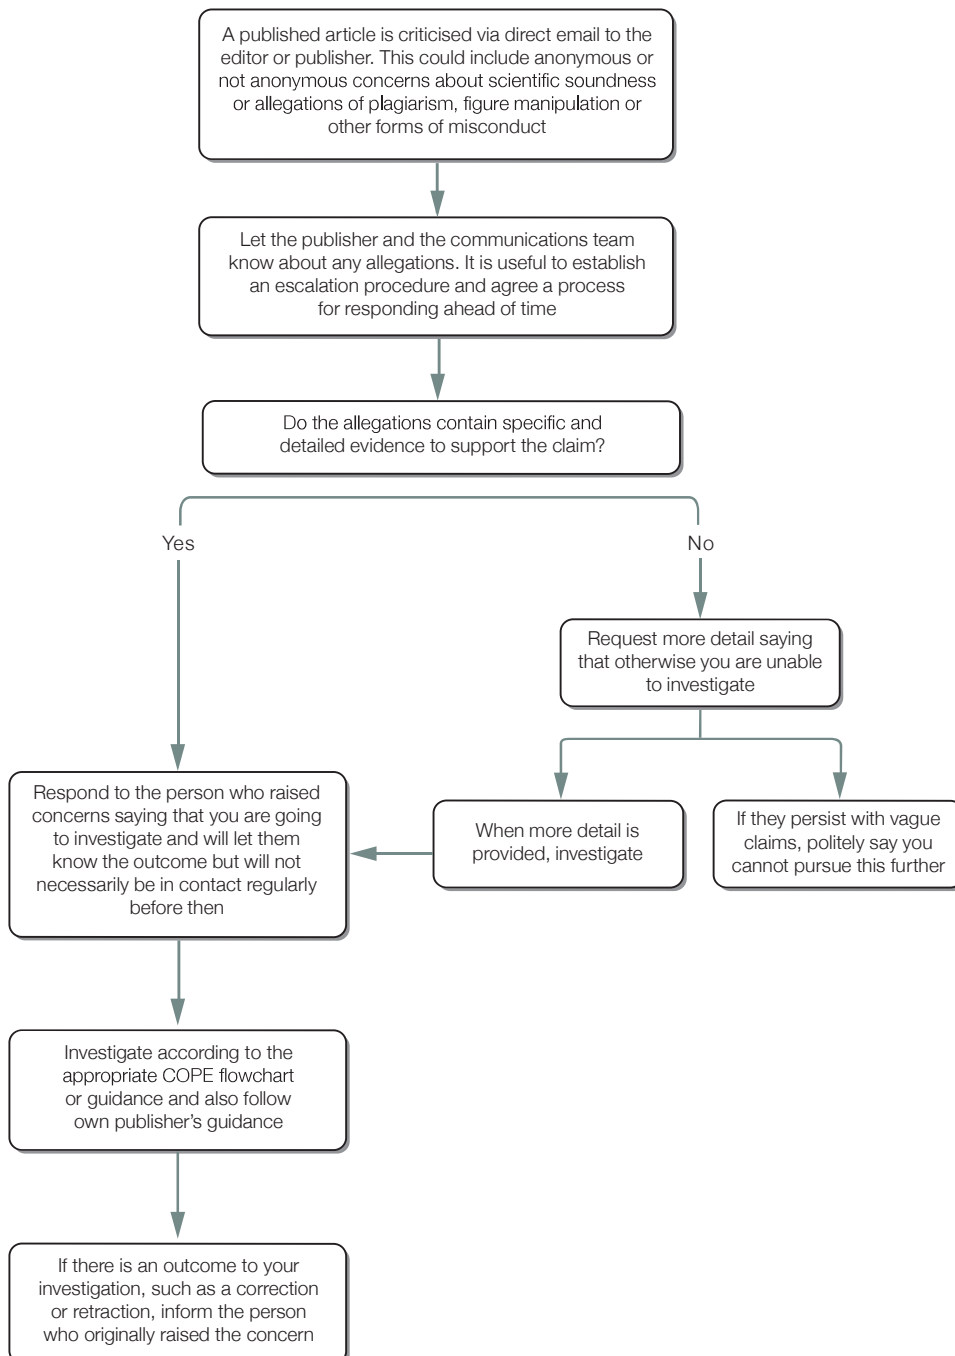 A published article is criticised via direct email to the
editor or publisher. This could include anonymous or
not anonymous concerns about scientific soundness
or allegations of plagiarism, figure manipulation or
other forms of misconduct
Let the publisher and the communications team
know about any allegations. It is useful to establish
an escalation procedure and agree a process
for responding ahead of time
Do the allegations contain specific and
detailed evidence to support the claim?
Yes
No
Request more detail saying
that otherwise you are unable
to investigate
Respond to the person who raised
concerns saying that you are going
to investigate and will let them
know the outcome but will not
necessarily be in contact regularly
before then
When more detail is
provided, investigate
If they persist with vague
claims, politely say you
cannot pursue this further
Investigate according to the
appropriate COPE flowchart
or guidance and also follow
own publisher's guidance
If there is an outcome to your
investigation, such as a correction
or retraction, inform the person
who originally raised the concern